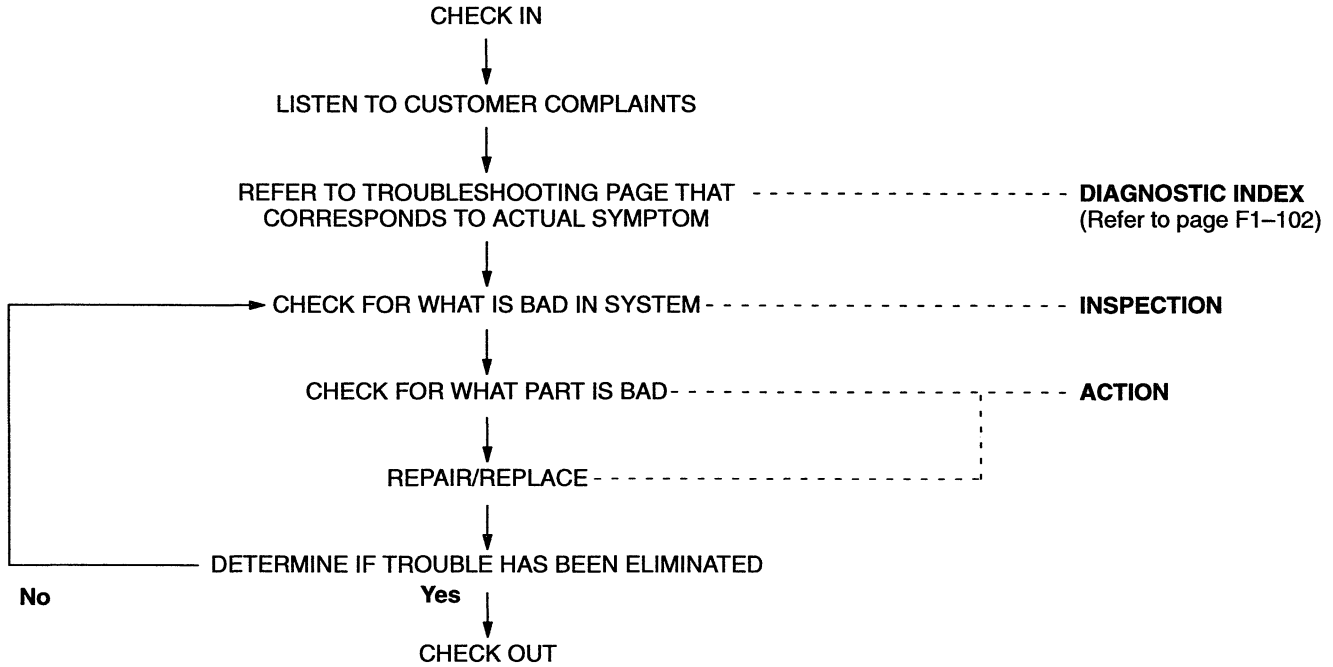 CHECK IN
LISTEN TO CUSTOMER COMPLAINTS
REFER TO TROUBLESHOOTING PAGE THAT
CORRESPONDS TO ACTUAL SYMPTOM
DIAGNOSTIC INDEX
(Refer to page F1–102)
CHECK FOR WHAT IS BAD IN SYSTEM
INSPECTION
CHECK FOR WHAT PART IS BAD
ACTION
REPAIR/REPLACE
DETERMINE IF TROUBLE HAS BEEN ELIMINATED
No
Yes
CHECK OUT